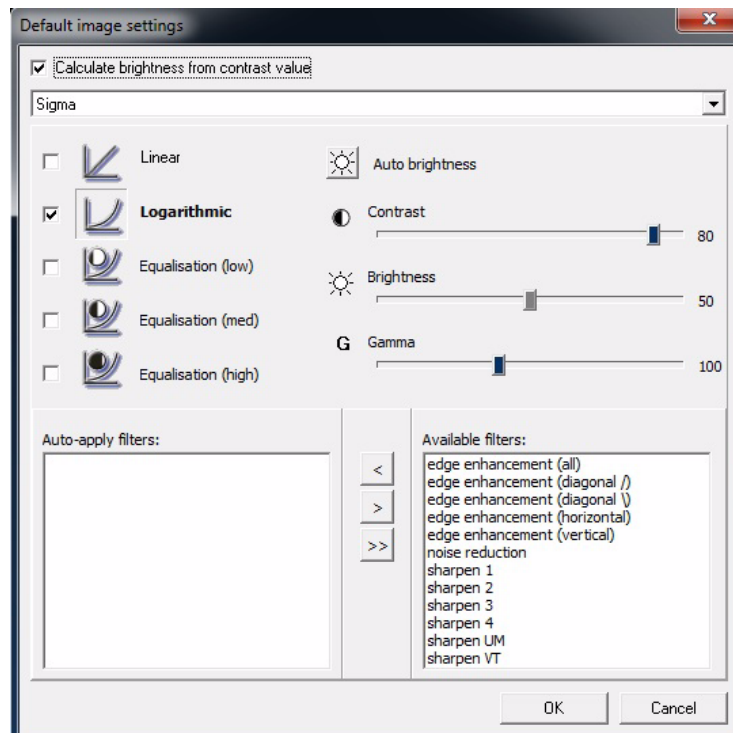 Default image settings
Calculate brightness from contrast value
Sigma
Linear
Auto brightness
Logarithmic
Contrast
80
Equalisation (low)
Brightness
50
Equalisation (med)
G Gamma
100
Equalisation (high)
Auto-apply filters:
Available filters:
<
>
>>
edge enhancement (all)
edge enhancement (diagonal /)
edge enhancement (diagonal \)
edge enhancement (horizontal)
edge enhancement (vertical)
noise reduction
sharpen 1
sharpen 2
sharpen 3
sharpen 4
sharpen UM
sharpen VT
OK
Cancel